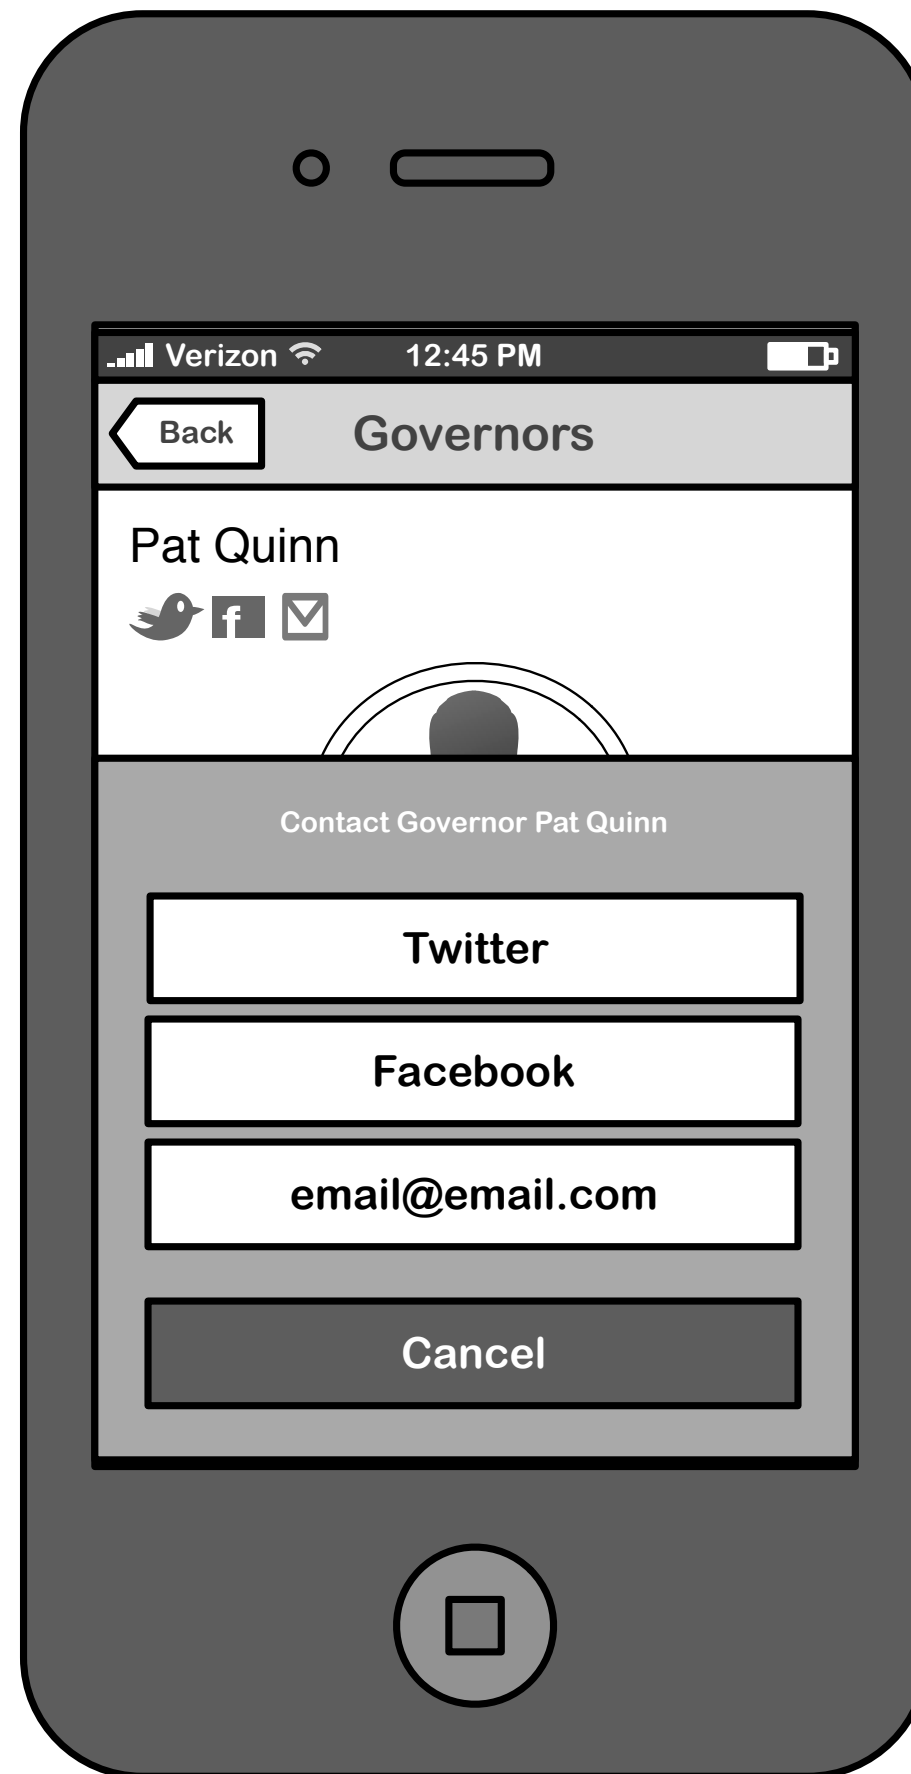 Verizon 12:45 PM
Back Governors
Pat Quinn
f
Contact Governor Pat Quinn
Twitter
Facebook
email@email.com
Cancel